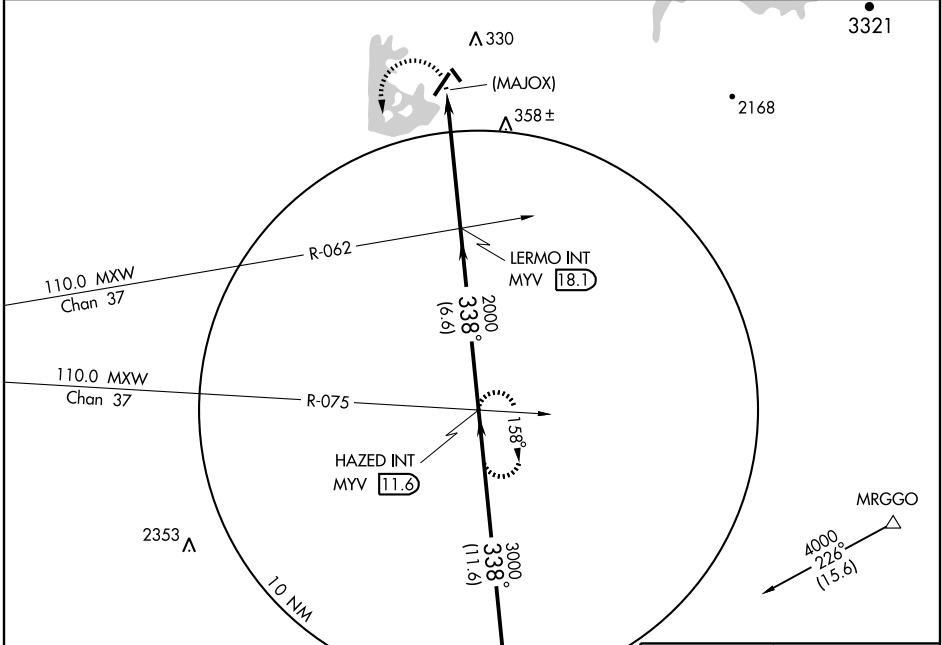 3321
330
(MAJOX)
2168
358 ±
R-062
LERMO INT
MYV 18.1
110.0 MXW
Chan 37
2000
338°
(6.6)
110.0 MXW
Chan 37
R-075
158°
HAZED INT
MYV 11.6
MRGGO
2353
4000
226°
(15.6)
3000
338°
(11.6)
10 NM